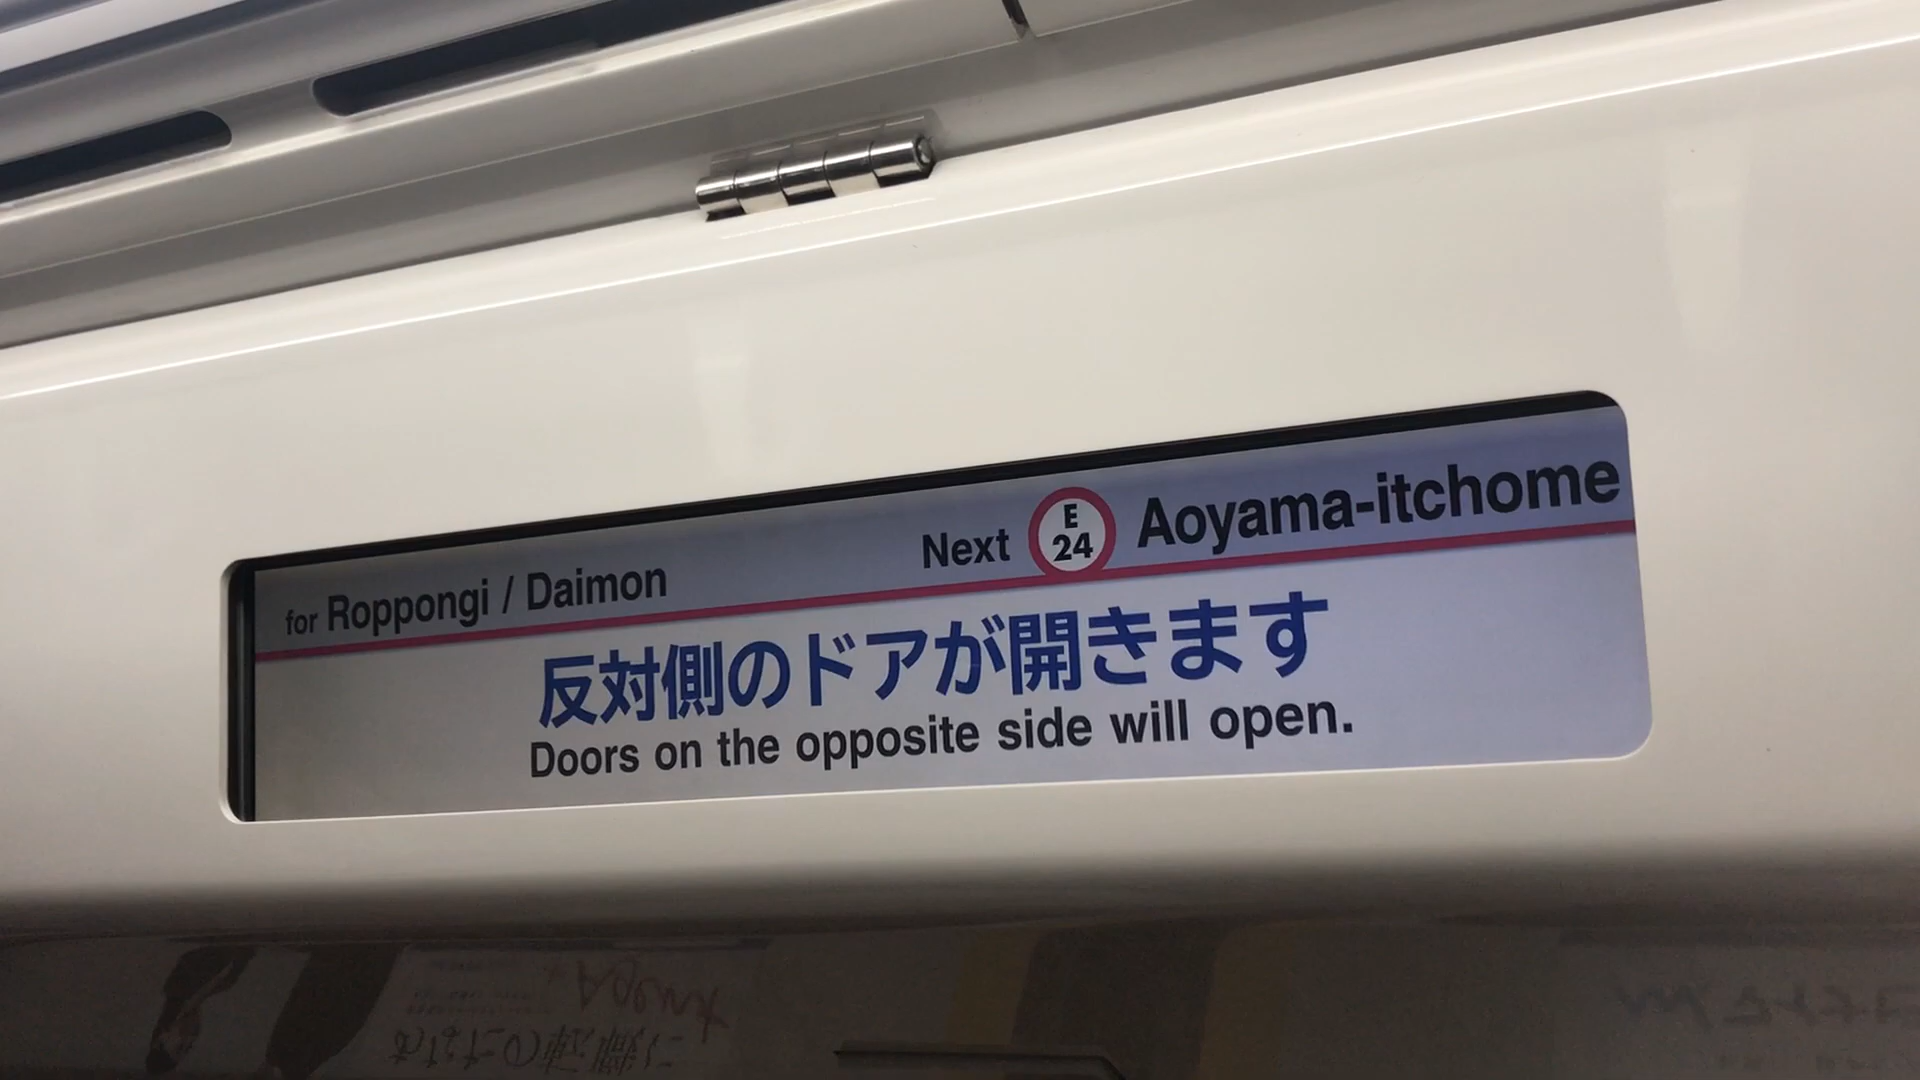 for Roppongi / Daimon
Next E 24 Aoyama-itchome
反対側のドアが開きます
Doors on the opposite side will open.